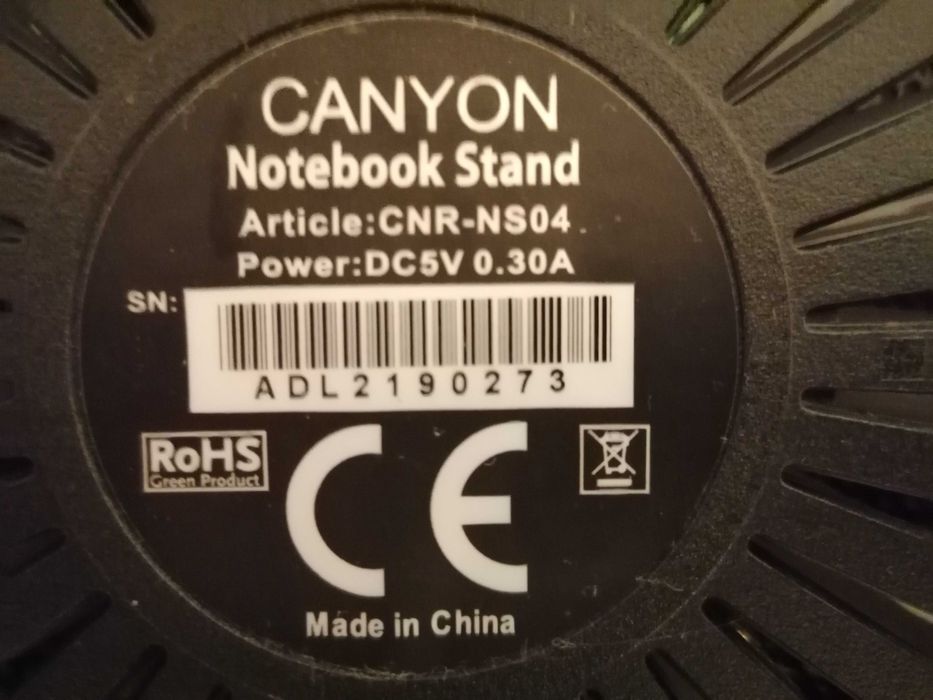 CANYON
Notebook Stand
Article:CNR-NS04
Power:DC5V 0.30A
SN:
ADL2190273
RoHS
Green Product
CE
Made in China